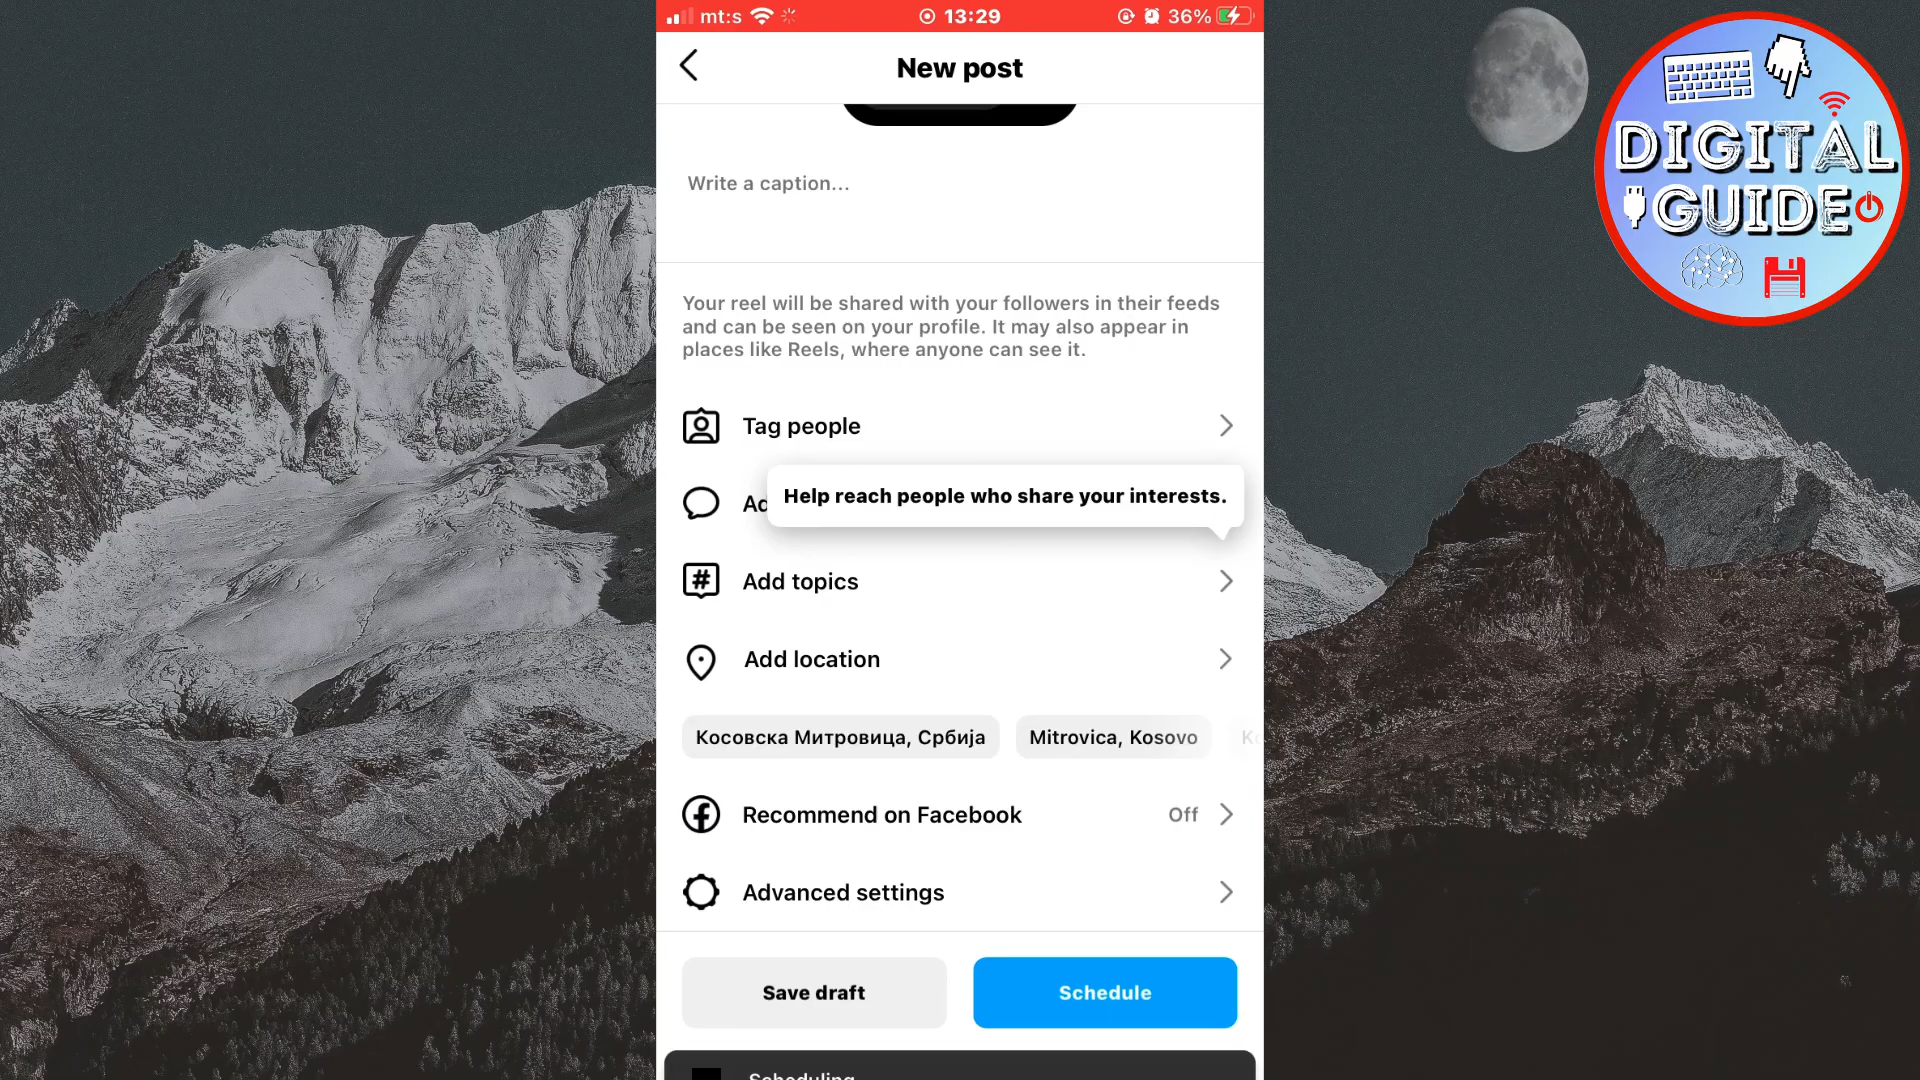 mt:s
13:29
36%
New post
Write a caption...
Your reel will be shared with your followers in their feeds
and can be seen on your profile. It may also appear in
places like Reels, where anyone can see it.
Tag people
Help reach people who share your interests.
Add topics
Add location
Косовска Митровица, Србија
Mitrovica, Kosovo
Recommend on Facebook
Off
Advanced settings
Save draft
Schedule
Scheduling
DIGITAL
GUIDE